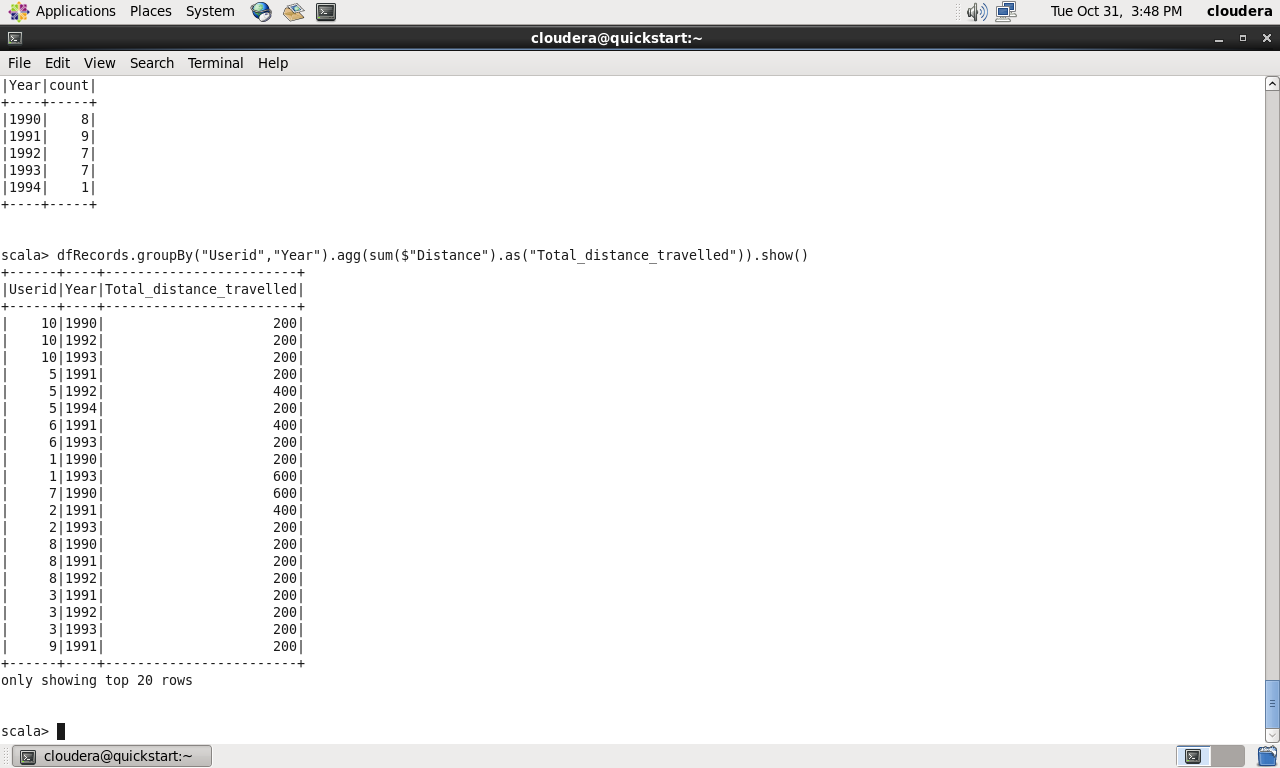 Applications Places System Tue Oct 31, 3:48 PM cloudera
cloudera@quickstart:~
File Edit View Search Terminal Help
|Year|count|
+----+-----+
|1990|    8|
|1991|    9|
|1992|    7|
|1993|    7|
|1994|    1|
+----+-----+
scala> dfRecords.groupBy("Userid","Year").agg(sum($"Distance").as("Total_distance_travelled")).show()
+------+----+------------------------+
|Userid|Year|Total_distance_travelled|
+------+----+------------------------+
|    10|1990|                     200|
|    10|1992|                     200|
|    10|1993|                     200|
|     5|1991|                     200|
|     5|1992|                     400|
|     5|1994|                     200|
|     6|1991|                     400|
|     6|1993|                     200|
|     1|1990|                     200|
|     1|1993|                     600|
|     7|1990|                     600|
|     2|1991|                     400|
|     2|1993|                     200|
|     8|1990|                     200|
|     8|1991|                     200|
|     8|1992|                     200|
|     3|1991|                     200|
|     3|1992|                     200|
|     3|1993|                     200|
|     9|1991|                     200|
+------+----+------------------------+
only showing top 20 rows
scala>
cloudera@quickstart:~